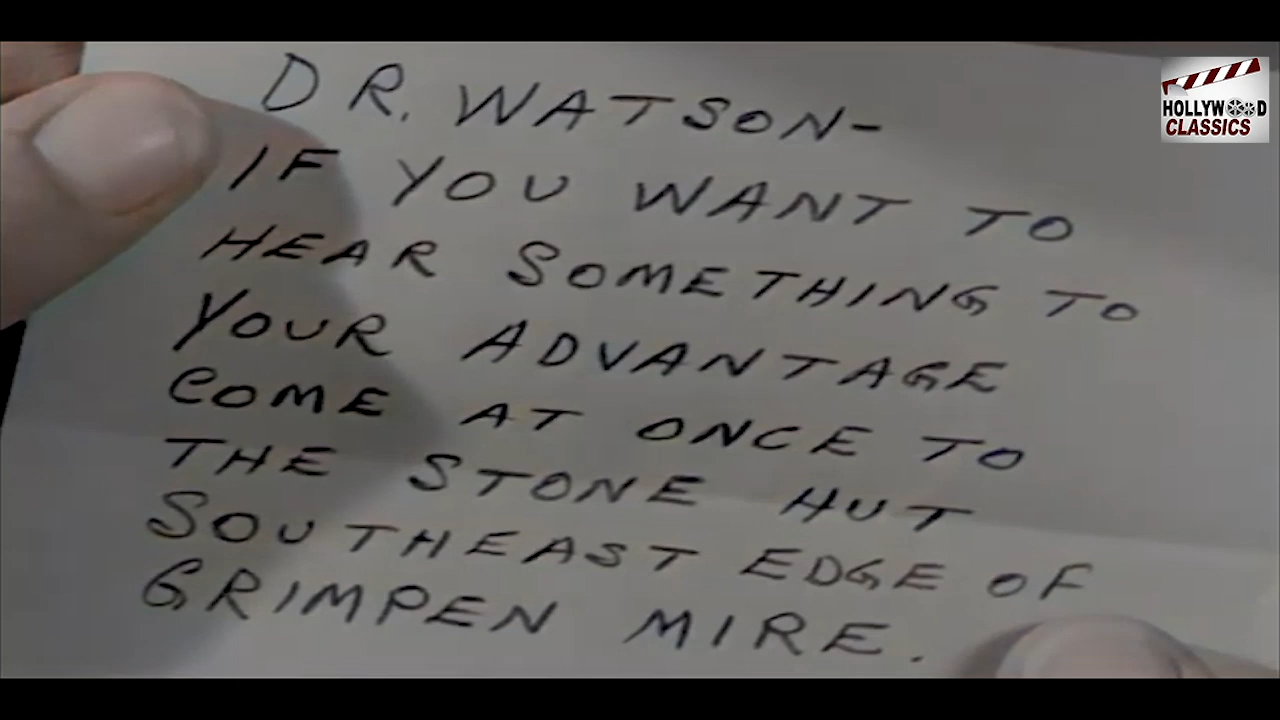 DR. WATSON-
IF YOU WANT TO
HEAR SOMETHING TO
YOUR ADVANTAGE
COME AT ONCE TO
THE STONE HUT
SOUTHEAST EDGE OF
GRIMPEN MIRE.
HOLLYWOOD
CLASSICS